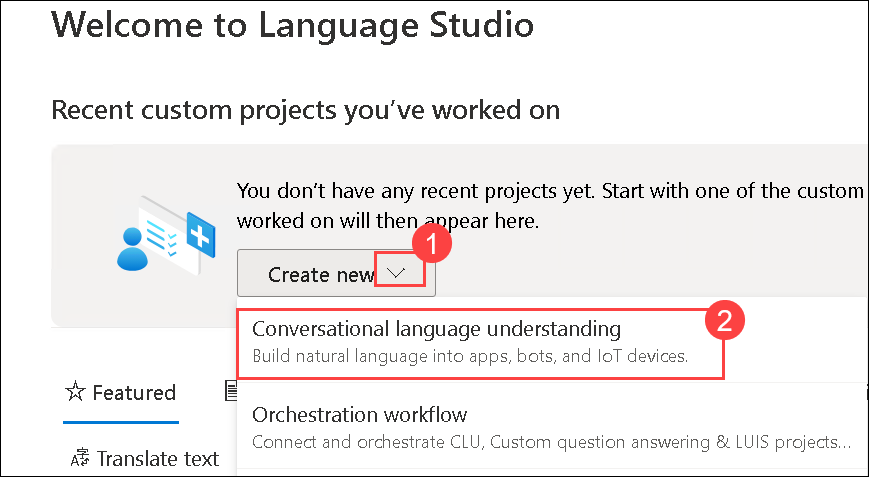 Welcome to Language Studio
Recent custom projects you've worked on
You don't have any recent projects yet. Start with one of the custom
worked on will then appear here.
1
Create new
2
Conversational language understanding
Build natural language into apps, bots, and IoT devices.
Featured
Orchestration workflow
Connect and orchestrate CLU, Custom question answering & LUIS projects...
Translate text